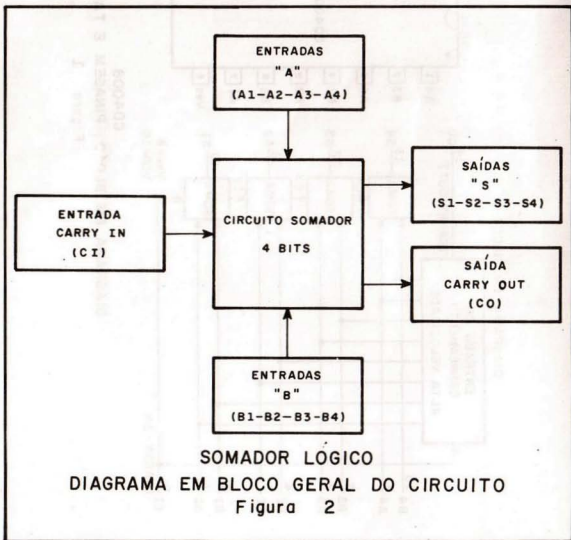 ENTRADAS
"A"
(A1-A2-A3-A4)
ENTRADA
CARRY IN
(CI)
CIRCUITO SOMADOR
4 BITS
SAÍDAS
"S"
(S1-S2-S3-S4)
SAÍDA
CARRY OUT
(CO)
ENTRADAS
"B"
(B1-B2-B3-B4)
SOMADOR LÓGICO
DIAGRAMA EM BLOCO GERAL DO CIRCUITO
Figura 2